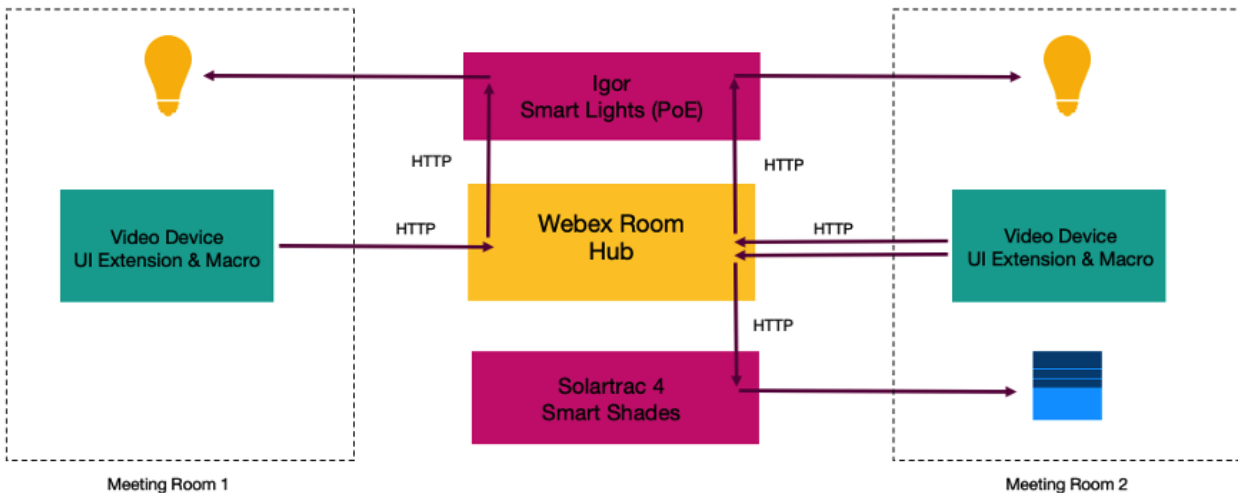 Igor
Smart Lights (PoE)
HTTP
HTTP
Video Device
UI Extension & Macro
HTTP
Webex Room
Hub
HTTP
Video Device
UI Extension & Macro
HTTP
Solartrac 4
Smart Shades
Meeting Room 1
Meeting Room 2